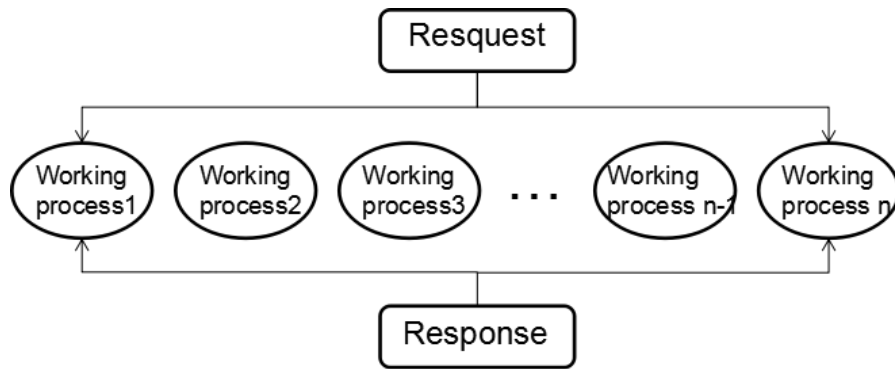 Resquest
Working
process1
Working
process2
Working
process3
...
Working
process n-1
Working
process n
Response